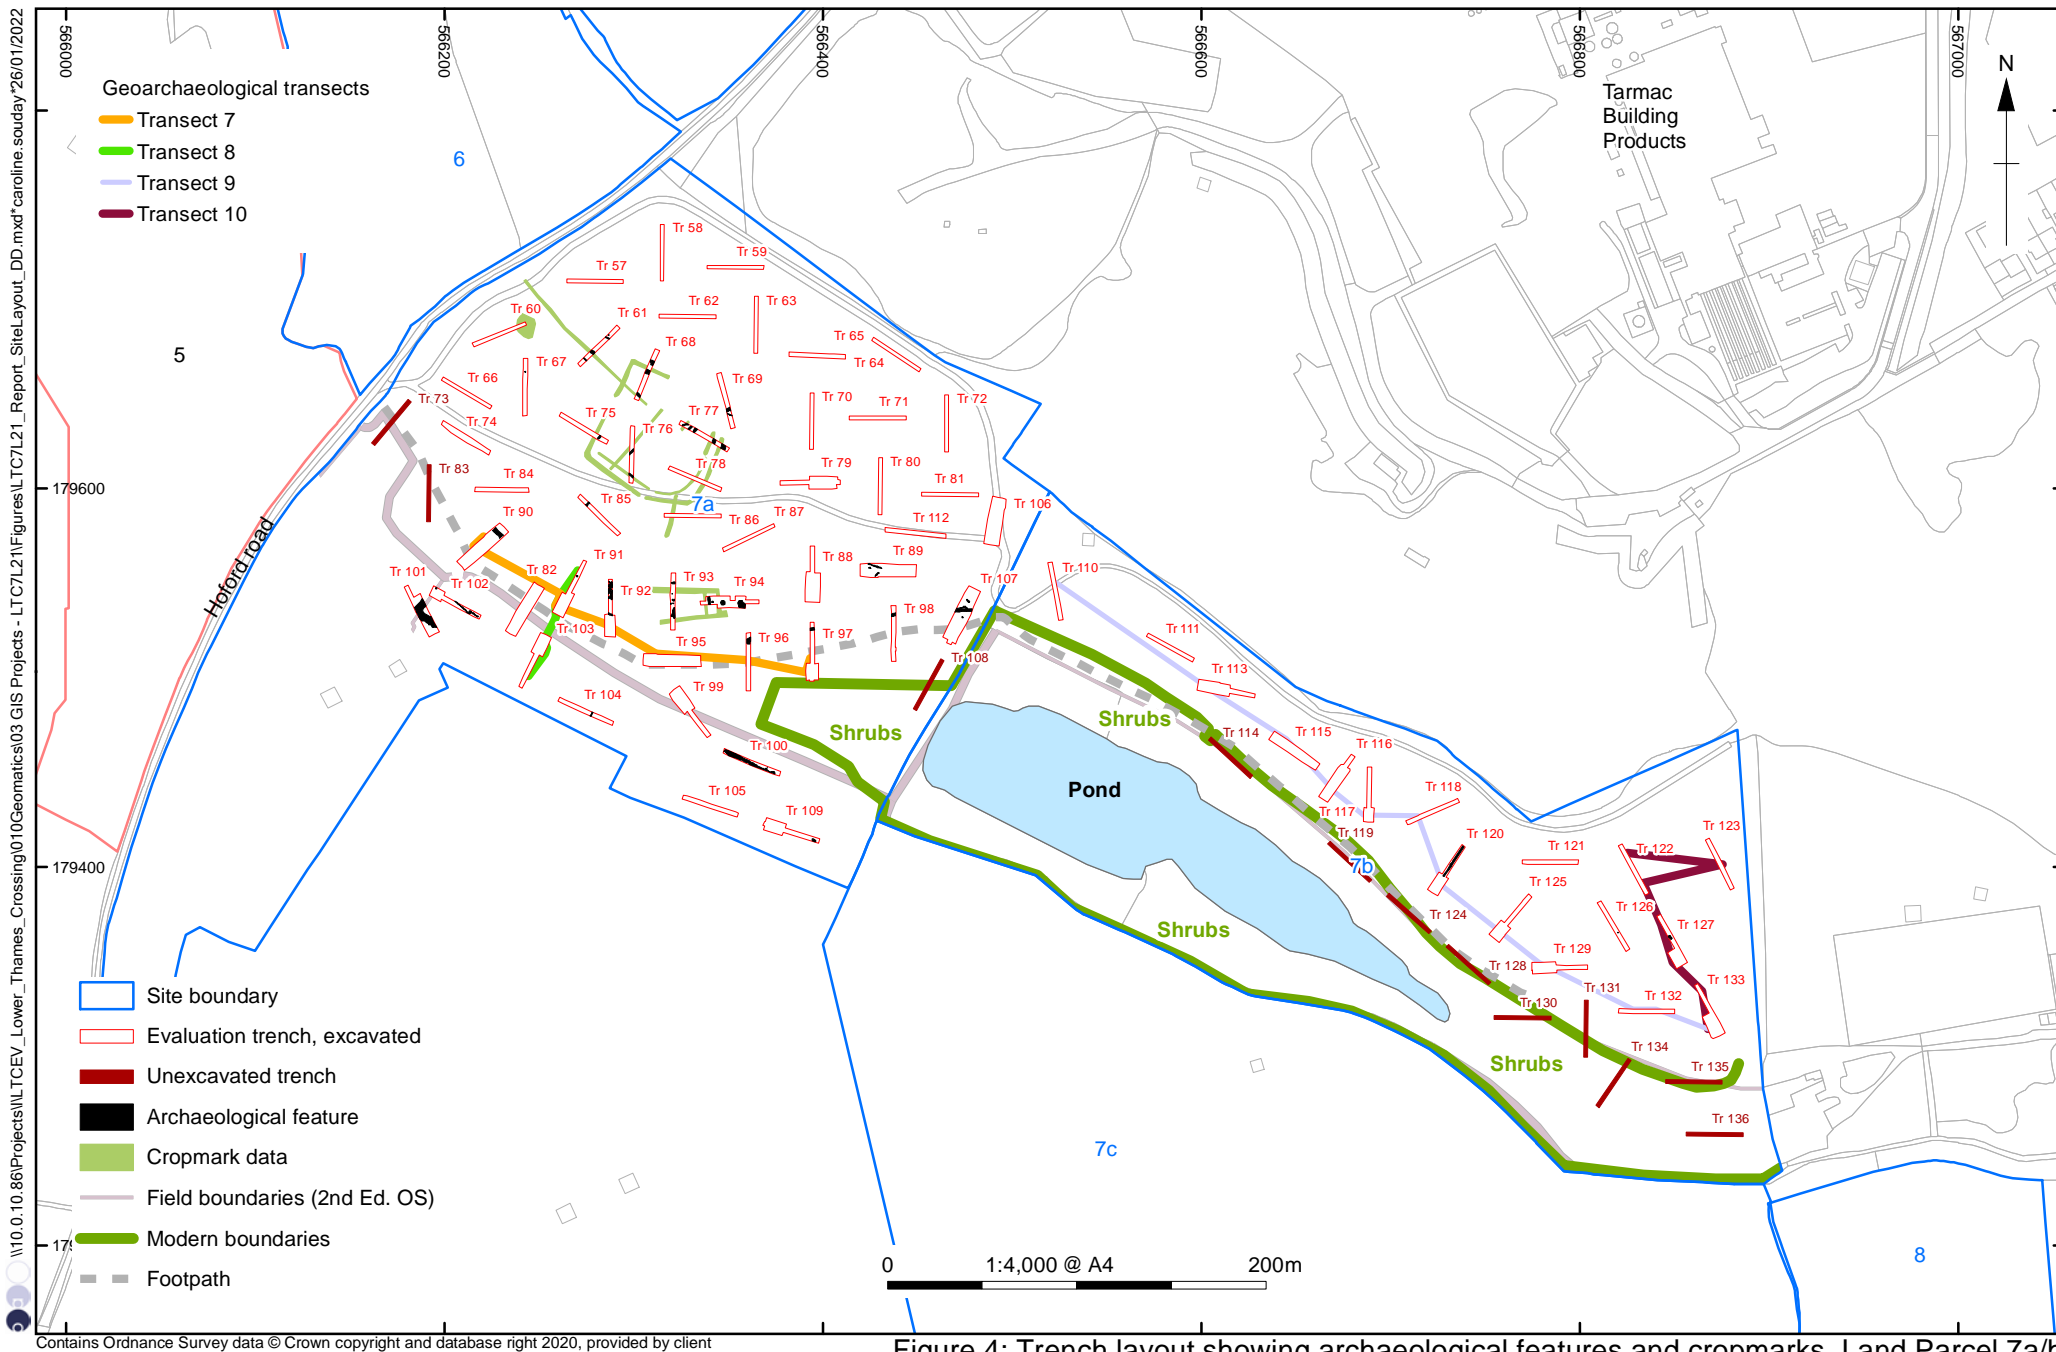 \\10.0.10.86\Projects\I\LTCEV_Lower_Thames_Crossing\010Geomatics\03 GIS Projects - LTC7L21\Figures\LTC7L21_Report_SiteLayout_DD.mxd*caroline.souday*26/01/2022
566000
566200
566400
566600
566800
567000
N
Geoarchaeological transects
Transect 7
Transect 8
Transect 9
Transect 10
Tarmac
Building
Products
6
5
Hoford road
179600
179400
Tr 58
Tr 59
Tr 57
Tr 60
Tr 61
Tr 62
Tr 63
Tr 65
Tr 64
Tr 67
Tr 68
Tr 66
Tr 69
Tr 73
Tr 70
Tr 71
Tr 72
Tr 74
Tr 75
Tr 76
Tr 77
Tr 83
Tr 84
Tr 78
Tr 79
Tr 80
Tr 81
Tr 85
7a
Tr 106
Tr 90
Tr 86
Tr 87
Tr 112
Tr 91
Tr 88
Tr 89
Tr 101
Tr 102
Tr 82
Tr 92
Tr 93
Tr 94
Tr 107
Tr 110
Tr 98
Tr 103
Tr 95
Tr 96
Tr 97
Tr 111
Tr 108
Tr 113
Tr 104
Tr 99
Shrubs
Shrubs
Tr 114
Tr 115
Tr 116
Tr 100
Pond
Tr 105
Tr 109
Tr 117
Tr 118
Tr 119
Tr 120
7b
Tr 121
Tr 122
Tr 123
Tr 125
Tr 126
Tr 124
Tr 127
Shrubs
Tr 128
Tr 129
Tr 130
Tr 131
Tr 132
Tr 133
Shrubs
Tr 134
Tr 135
Tr 136
7c
8
Site boundary
Evaluation trench, excavated
Unexcavated trench
Archaeological feature
Cropmark data
Field boundaries (2nd Ed. OS)
Modern boundaries
Footpath
0 1:4,000 @ A4 200m
Contains Ordnance Survey data © Crown copyright and database right 2020, provided by client
Figure 4: Trench layout showing archaeological features and cropmarks, Land Parcel 7a/b